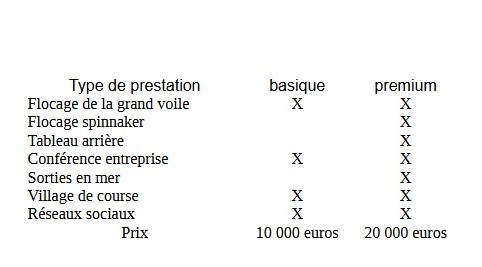 Type de prestation basique premium
Flocage de la grand voile X X
Flocage spinnaker X
Tableau arrière X
Conférence entreprise X X
Sorties en mer X
Village de course X X
Réseaux sociaux X X
Prix 10 000 euros 20 000 euros